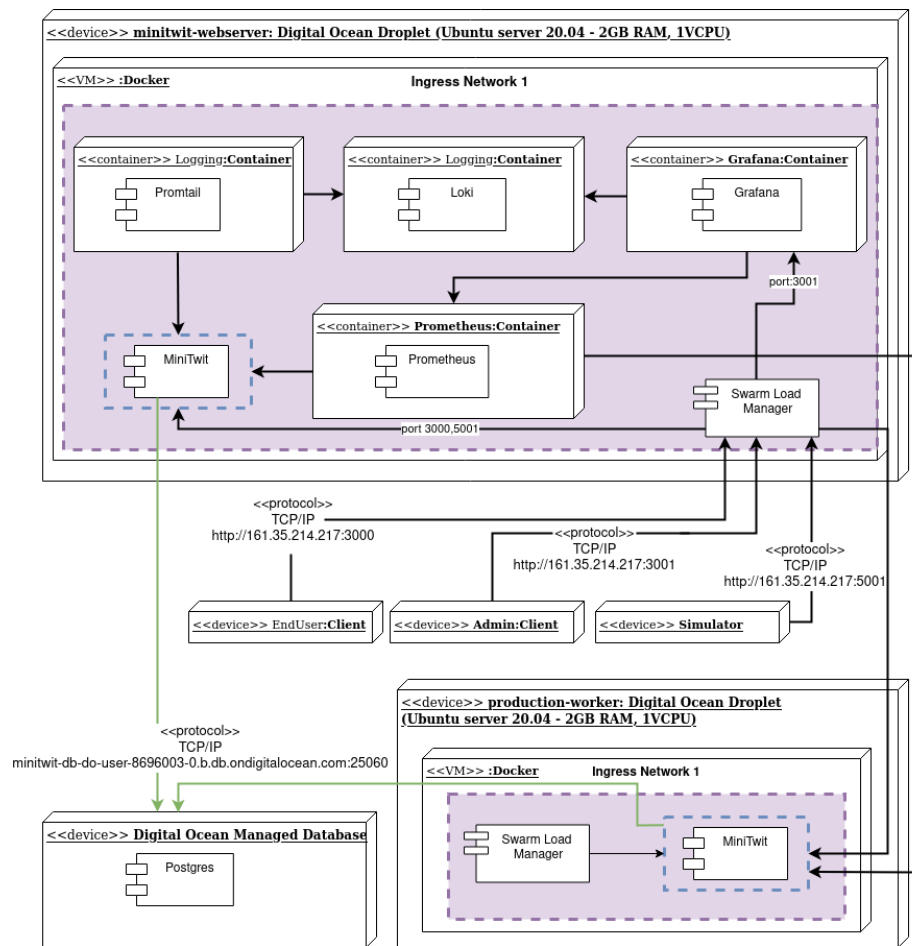 <<device>> minitwit-webserver: Digital Ocean Droplet (Ubuntu server 20.04 - 2GB RAM, 1VCPU)
<<VM>> :Docker
Ingress Network 1
<<container>> Logging:Container
Promtail
<<container>> Logging:Container
Loki
<<container>> Grafana:Container
Grafana
port:3001
<<container>> Prometheus:Container
Prometheus
MiniTwit
Swarm Load
Manager
port 3000,5001
<<protocol>>
TCP/IP
http://161.35.214.217:3000
<<protocol>>
TCP/IP
http://161.35.214.217:3001
<<protocol>>
TCP/IP
http://161.35.214.217:5001
<<device>> EndUser:Client
<<device>> Admin:Client
<<device>> Simulator
<<protocol>>
TCP/IP
minitwit-db-do-user-8696003-0.b.db.ondigitalocean.com:25060
<<device>> Digital Ocean Managed Database
Postgres
<<device>> production-worker: Digital Ocean Droplet
(Ubuntu server 20.04 - 2GB RAM, 1VCPU)
<<VM>> :Docker
Ingress Network 1
Swarm Load
Manager
MiniTwit